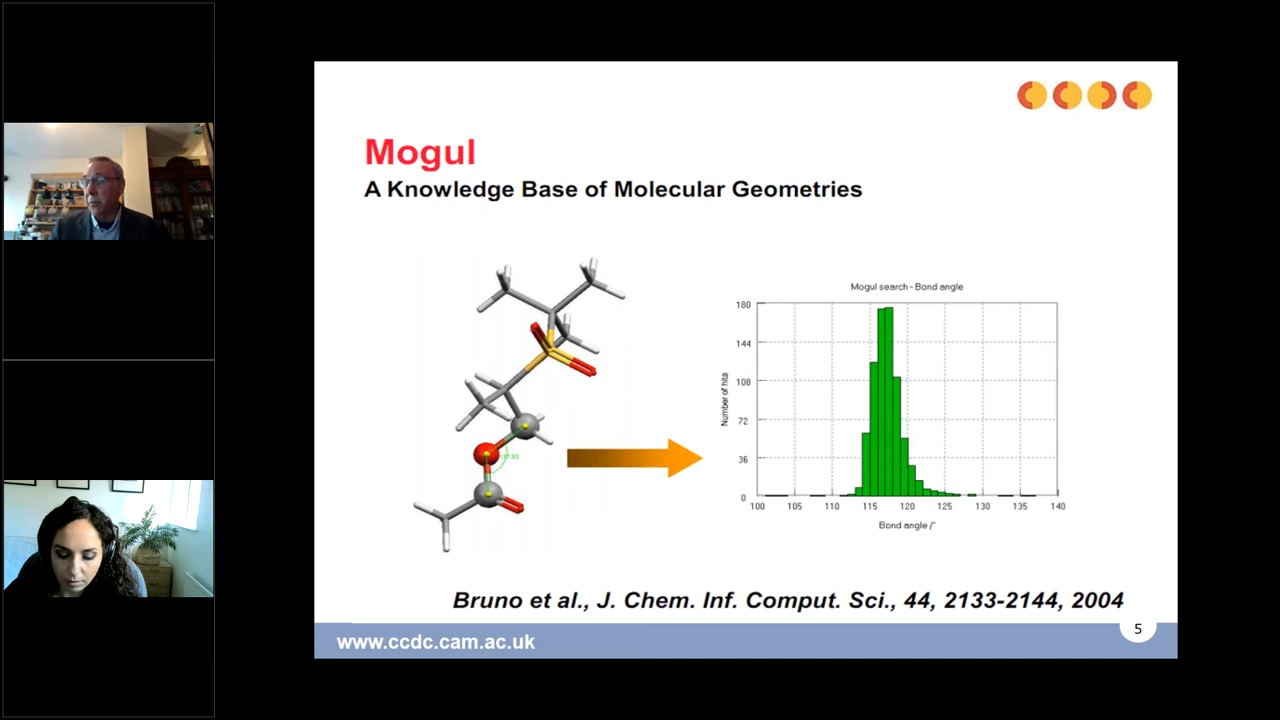 Mogul
A Knowledge Base of Molecular Geometries
Mogul search - Bond angle
180
144
108
72
36
0
Number of hits
100 105 110 115 120 125 130 135 140
Bond angle /°
Bruno et al., J. Chem. Inf. Comput. Sci., 44, 2133-2144, 2004
www.ccdc.cam.ac.uk
5